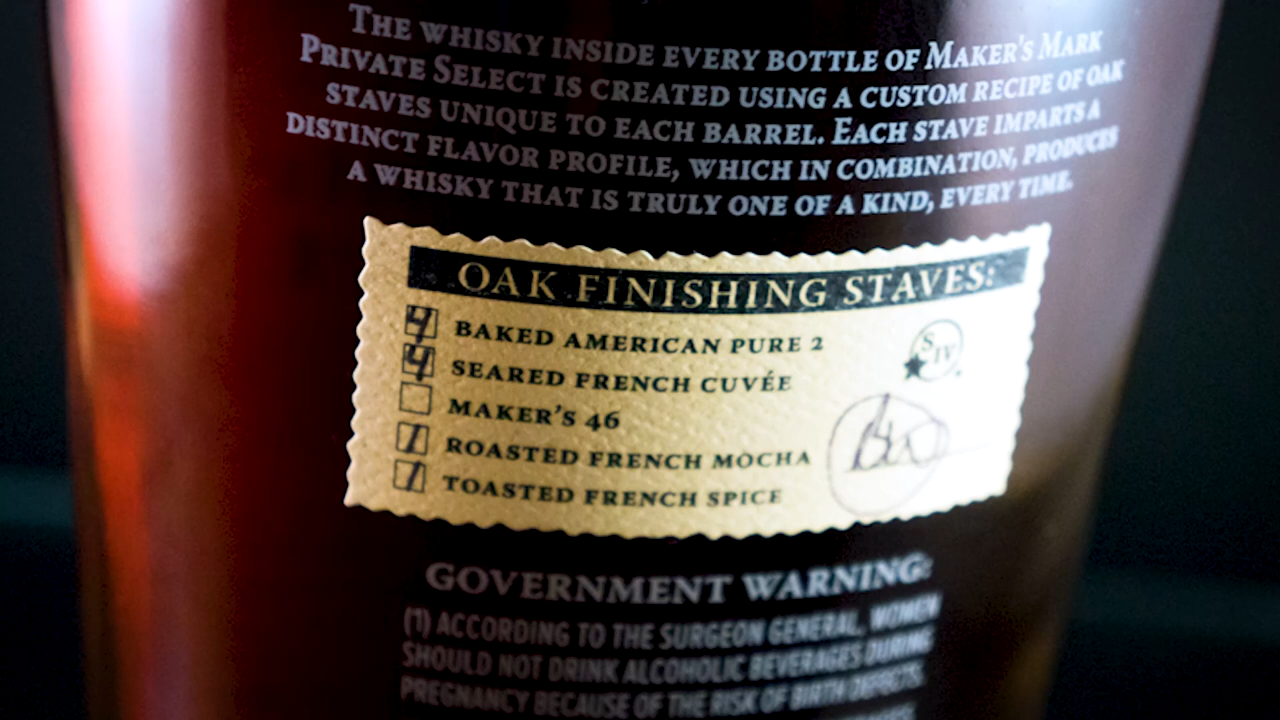 THE WHISKY INSIDE EVERY BOTTLE OF MAKER'S MARK
PRIVATE SELECT IS CREATED USING A CUSTOM RECIPE OF OAK
STAVES UNIQUE TO EACH BARREL. EACH STAVE IMPARTS A
DISTINCT FLAVOR PROFILE, WHICH IN COMBINATION, PRODUCES
A WHISKY THAT IS TRULY ONE OF A KIND, EVERY TIME.
OAK FINISHING STAVES:
4 BAKED AMERICAN PURE 2
4 SEARED FRENCH CUVÉE
MAKER'S 46
1 ROASTED FRENCH MOCHA
1 TOASTED FRENCH SPICE
S IV
GOVERNMENT WARNING:
(1) ACCORDING TO THE SURGEON GENERAL, WOMEN
SHOULD NOT DRINK ALCOHOLIC BEVERAGES DURING
PREGNANCY BECAUSE OF THE RISK OF BIRTH DEFECTS.